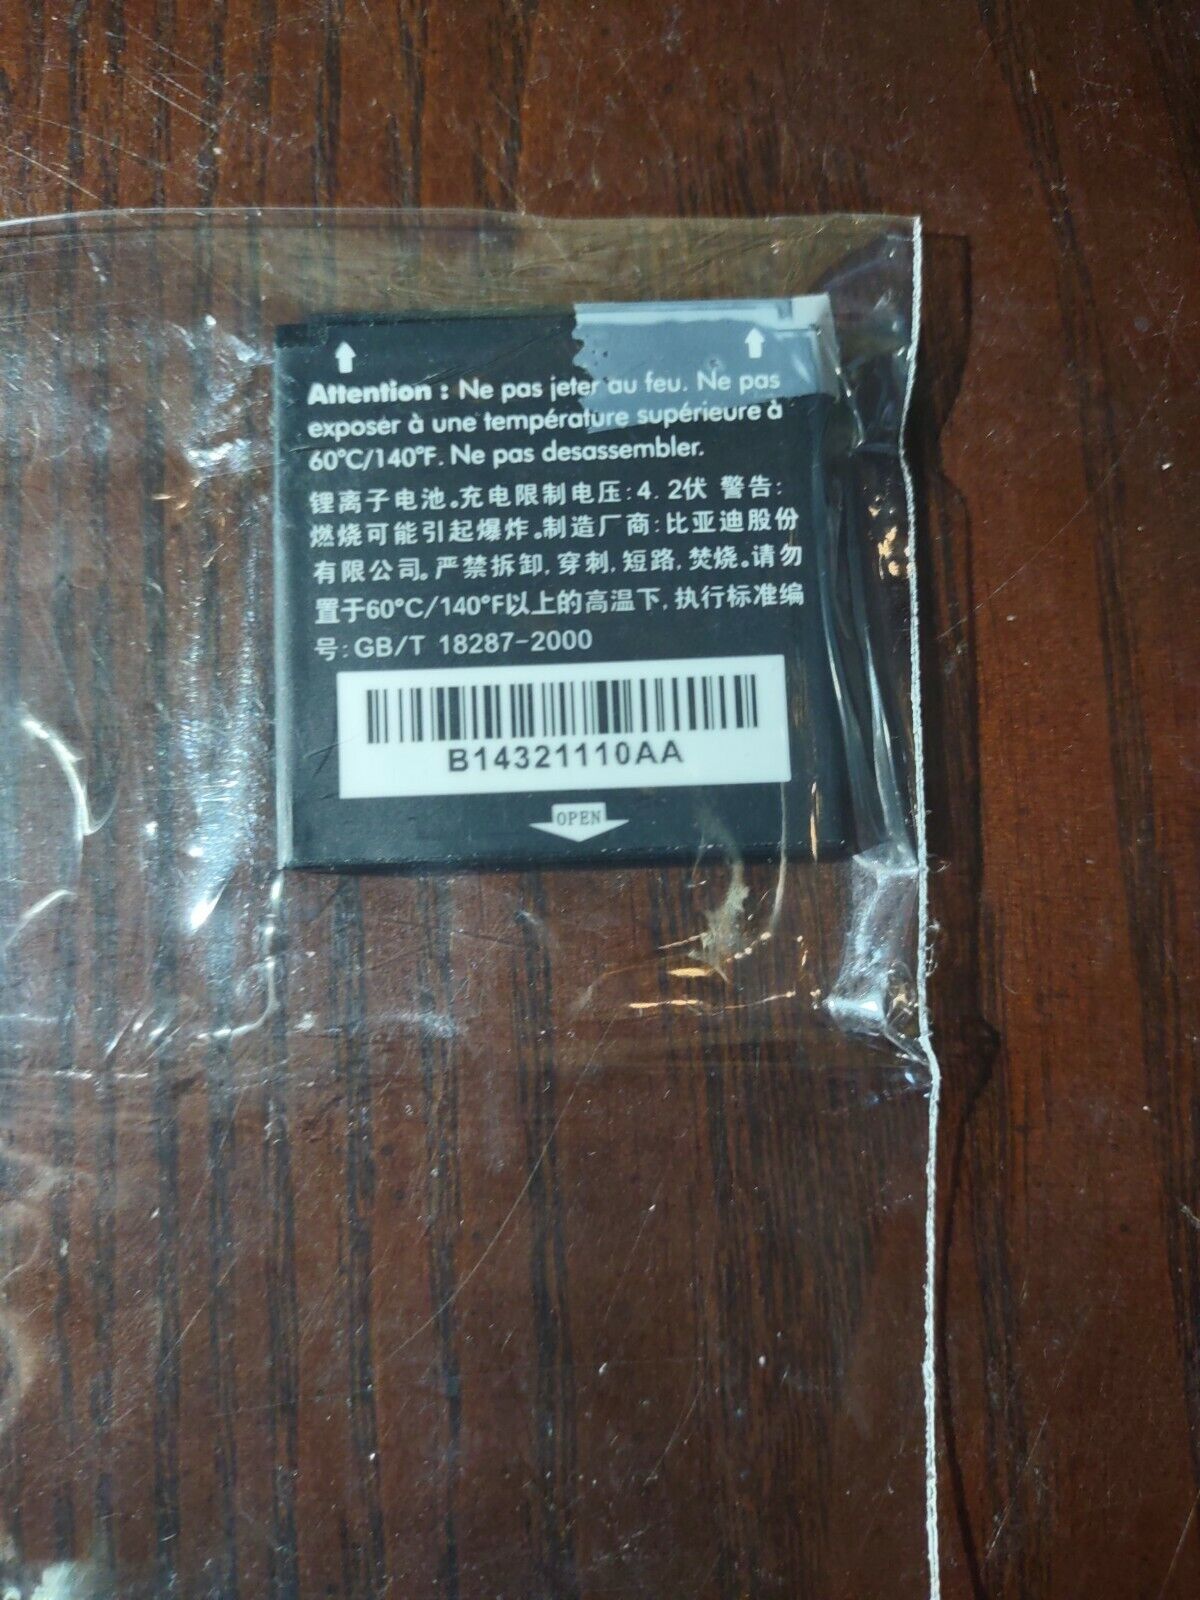 Attention : Ne pas jeter au feu. Ne pas
exposer à une température supérieure à
60°C/140°F. Ne pas desassembler.
锂离子电池。充电限制电压:4.2伏 警告:
燃烧可能引起爆炸。制造厂商:比亚迪股份
有限公司。严禁拆卸,穿刺,短路,焚烧。请勿
置于60°C/140°F以上的高温下,执行标准编
号:GB/T 18287-2000
B14321110AA
OPEN